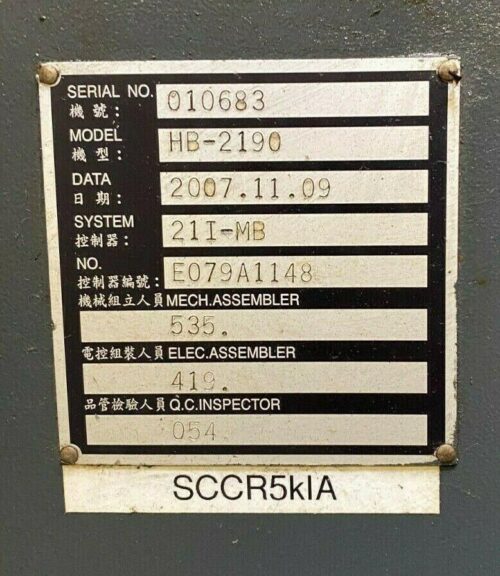 SERIAL NO. 010683
機號：
MODEL HB-2190
機型：
DATA 2007.11.09
日期：
SYSTEM 21I-MB
控制器：
NO. E079A1148
控制器編號：
機械組立人員 MECH.ASSEMBLER
535.
電控組裝人員 ELEC.ASSEMBLER
419.
品管檢驗人員 Q.C.INSPECTOR
054
SCCR5kIA